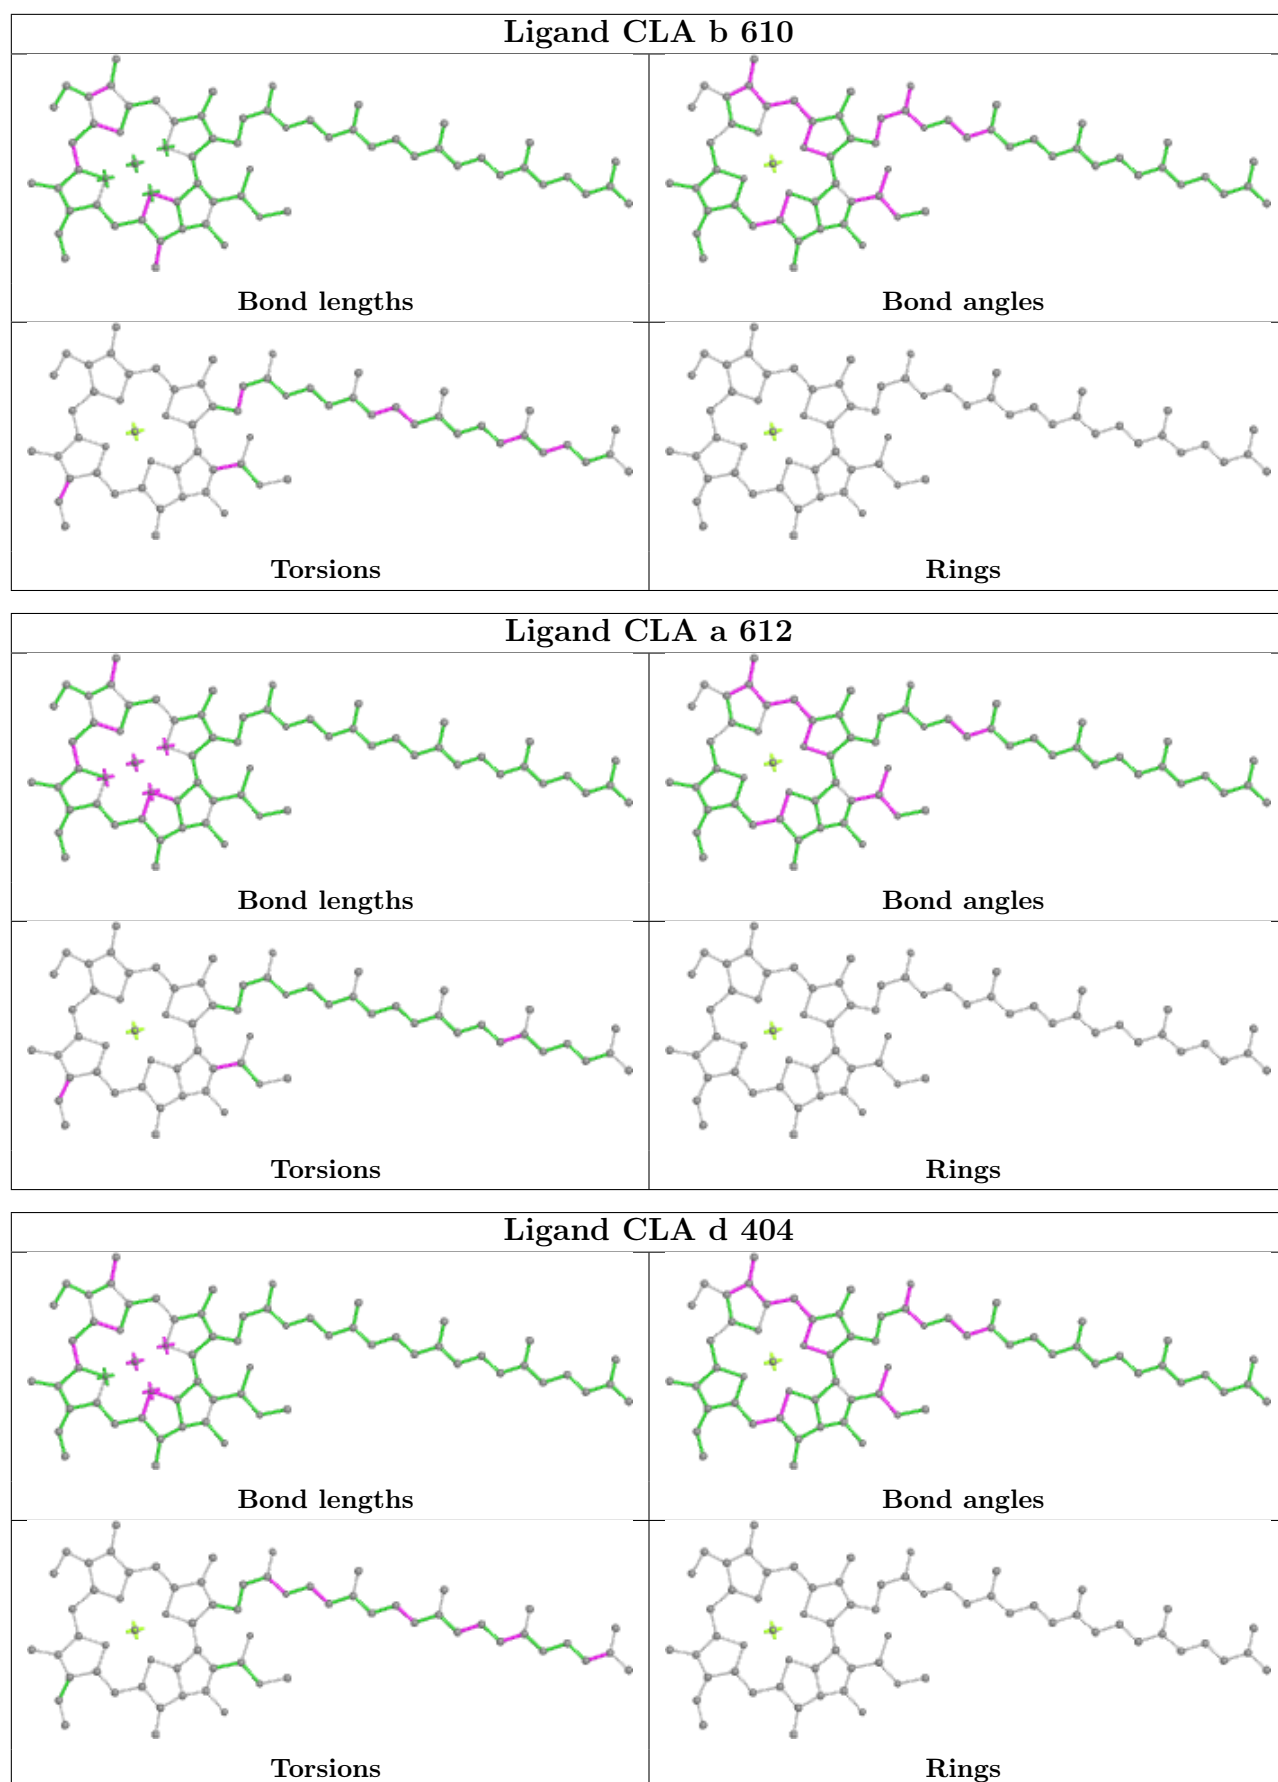 Ligand CLA b 610
Bond lengths
Bond angles
Torsions
Rings
Ligand CLA a 612
Bond lengths
Bond angles
Torsions
Rings
Ligand CLA d 404
Bond lengths
Bond angles
Torsions
Rings